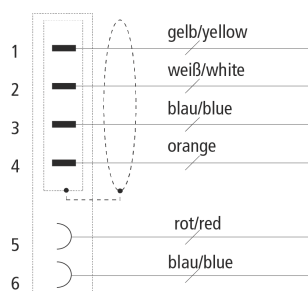 1 gelb/yellow
2 weiß/white
3 blau/blue
4 orange
5 rot/red
6 blau/blue